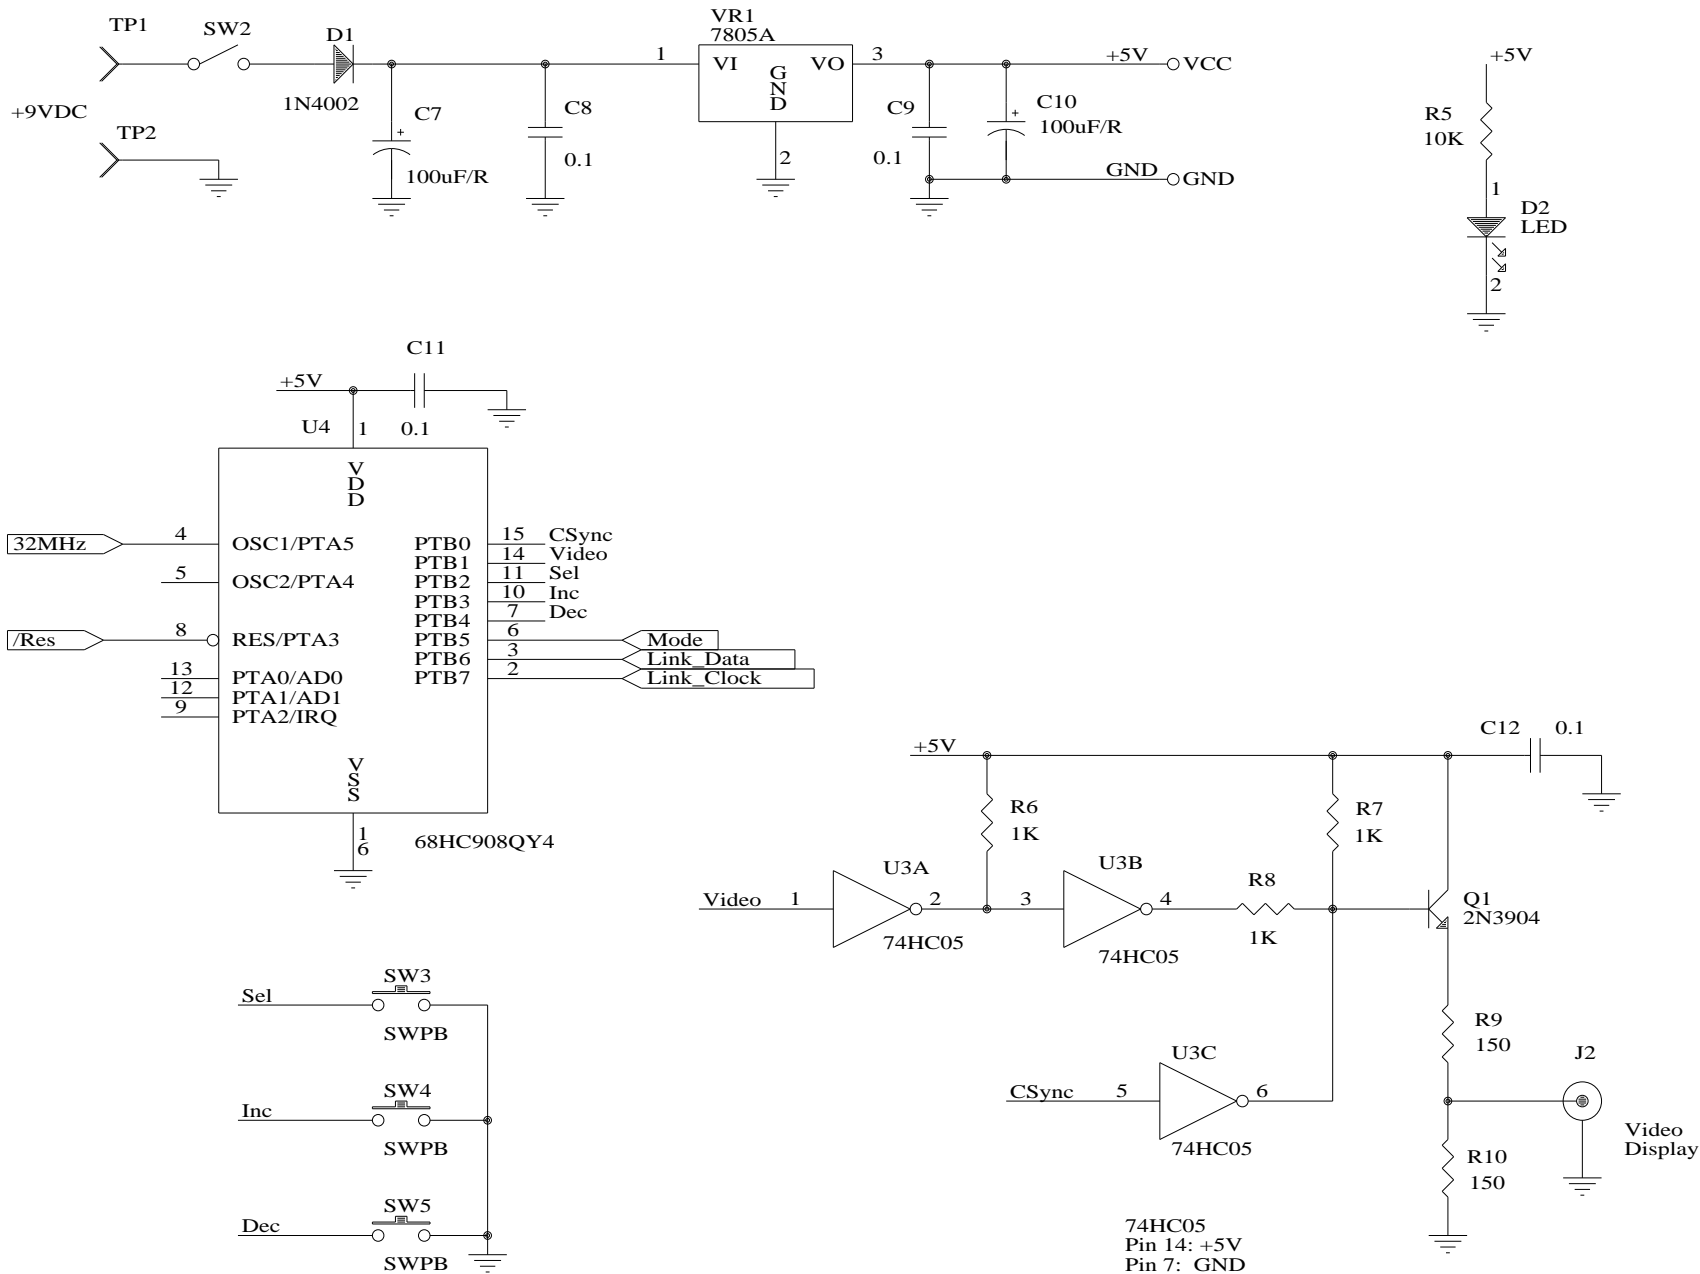 TP1
SW2
D1
1N4002
+9VDC
TP2
C7
100uF/R
C8
0.1
VR1
7805A
1
VI
GND
VO
3
2
C9
0.1
C10
100uF/R
+5V
VCC
GND
GND
+5V
R5
10K
1
D2
LED
2
C11
+5V
U4
1
0.1
VDD
32MHz
4
OSC1/PTA5
5
OSC2/PTA4
/Res
8
RES/PTA3
13
PTA0/AD0
12
PTA1/AD1
9
PTA2/IRQ
PTB0
15
CSync
PTB1
14
Video
PTB2
11
Sel
PTB3
10
Inc
PTB4
7
Dec
PTB5
6
Mode
PTB6
3
Link_Data
PTB7
2
Link_Clock
VSS
16
68HC908QY4
+5V
C12
0.1
R6
1K
R7
1K
Video
1
U3A
2
74HC05
3
U3B
4
74HC05
R8
1K
Q1
2N3904
CSync
5
U3C
6
74HC05
R9
150
J2
Video
Display
R10
150
74HC05
Pin 14: +5V
Pin 7: GND
Sel
SW3
SWPB
Inc
SW4
SWPB
Dec
SW5
SWPB